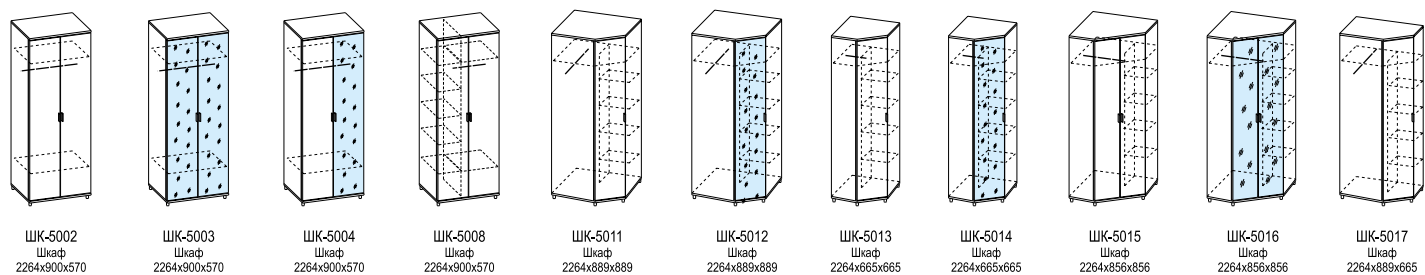 ШК-5002
Шкаф
2264x900x570
ШК-5003
Шкаф
2264x900x570
ШК-5004
Шкаф
2264x900x570
ШК-5008
Шкаф
2264x900x570
ШК-5011
Шкаф
2264x889x889
ШК-5012
Шкаф
2264x889x889
ШК-5013
Шкаф
2264x665x665
ШК-5014
Шкаф
2264x665x665
ШК-5015
Шкаф
2264x856x856
ШК-5016
Шкаф
2264x856x856
ШК-5017
Шкаф
2264x889x665